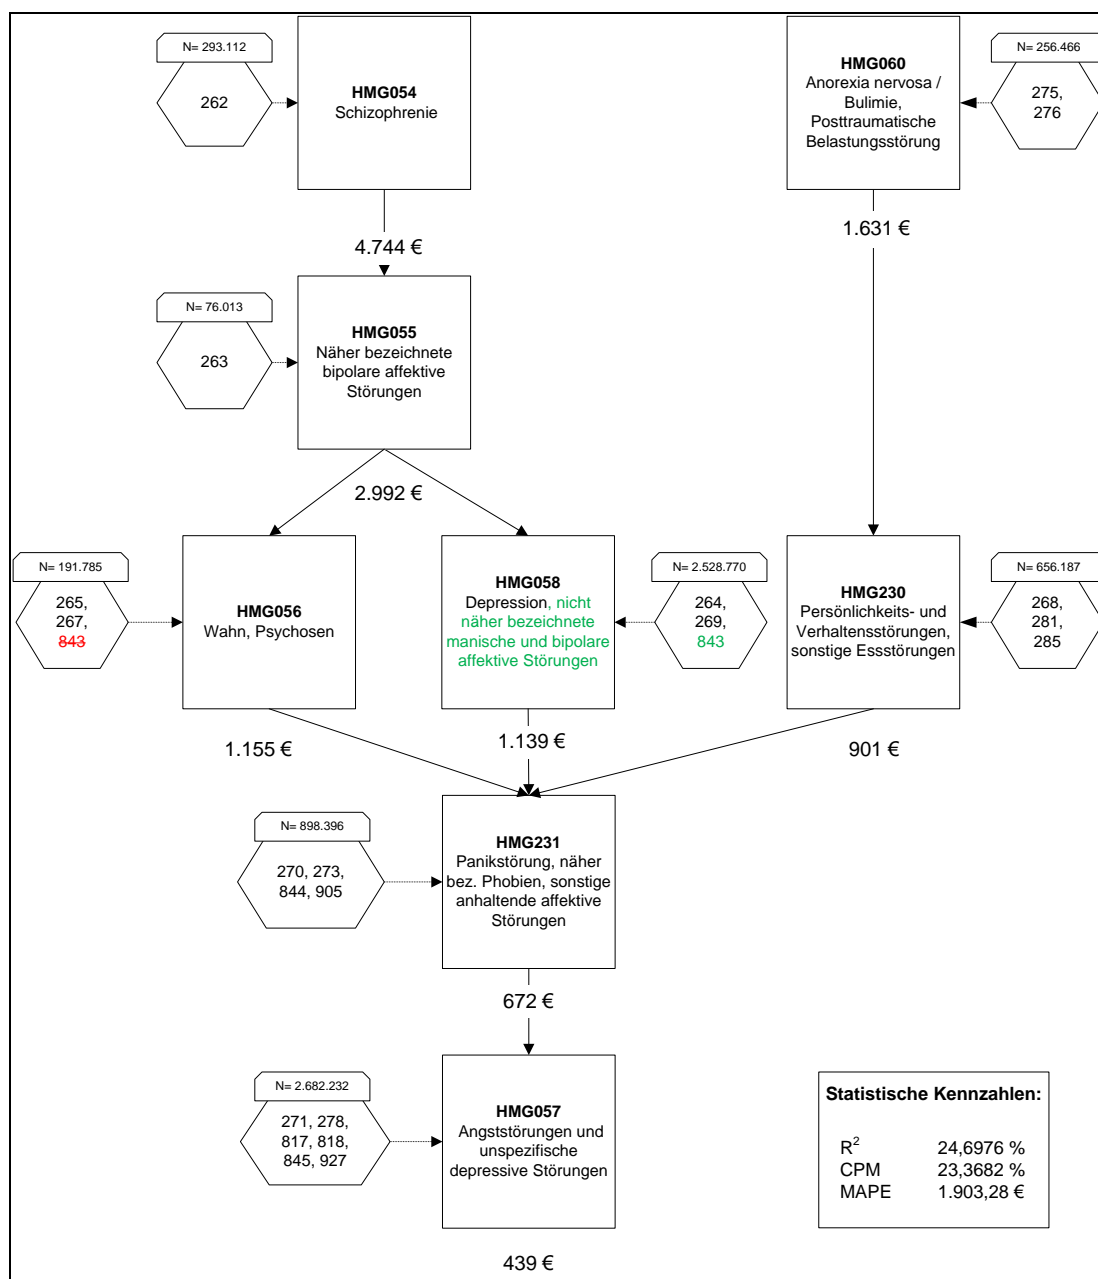 N= 293.112
262
HMG054
Schizophrenie
HMG060
Anorexia nervosa /
Bulimie,
Posttraumatische
Belastungsstörung
N= 256.466
275,
276
4.744 €
1.631 €
N= 76.013
263
HMG055
Näher bezeichnete
bipolare affektive
Störungen
2.992 €
N= 191.785
265,
267,
843
HMG056
Wahn, Psychosen
HMG058
Depression, nicht
näher bezeichnete
manische und bipolare
affektive Störungen
N= 2.528.770
264,
269,
843
HMG230
Persönlichkeits- und
Verhaltensstörungen,
sonstige Essstörungen
N= 656.187
268,
281,
285
1.155 €
1.139 €
901 €
N= 898.396
270, 273,
844, 905
HMG231
Panikstörung, näher
bez. Phobien, sonstige
anhaltende affektive
Störungen
672 €
N= 2.682.232
271, 278,
817, 818,
845, 927
HMG057
Angststörungen und
unspezifische
depressive Störungen
439 €
Statistische Kennzahlen:
R² 24,6976 %
CPM 23,3682 %
MAPE 1.903,28 €